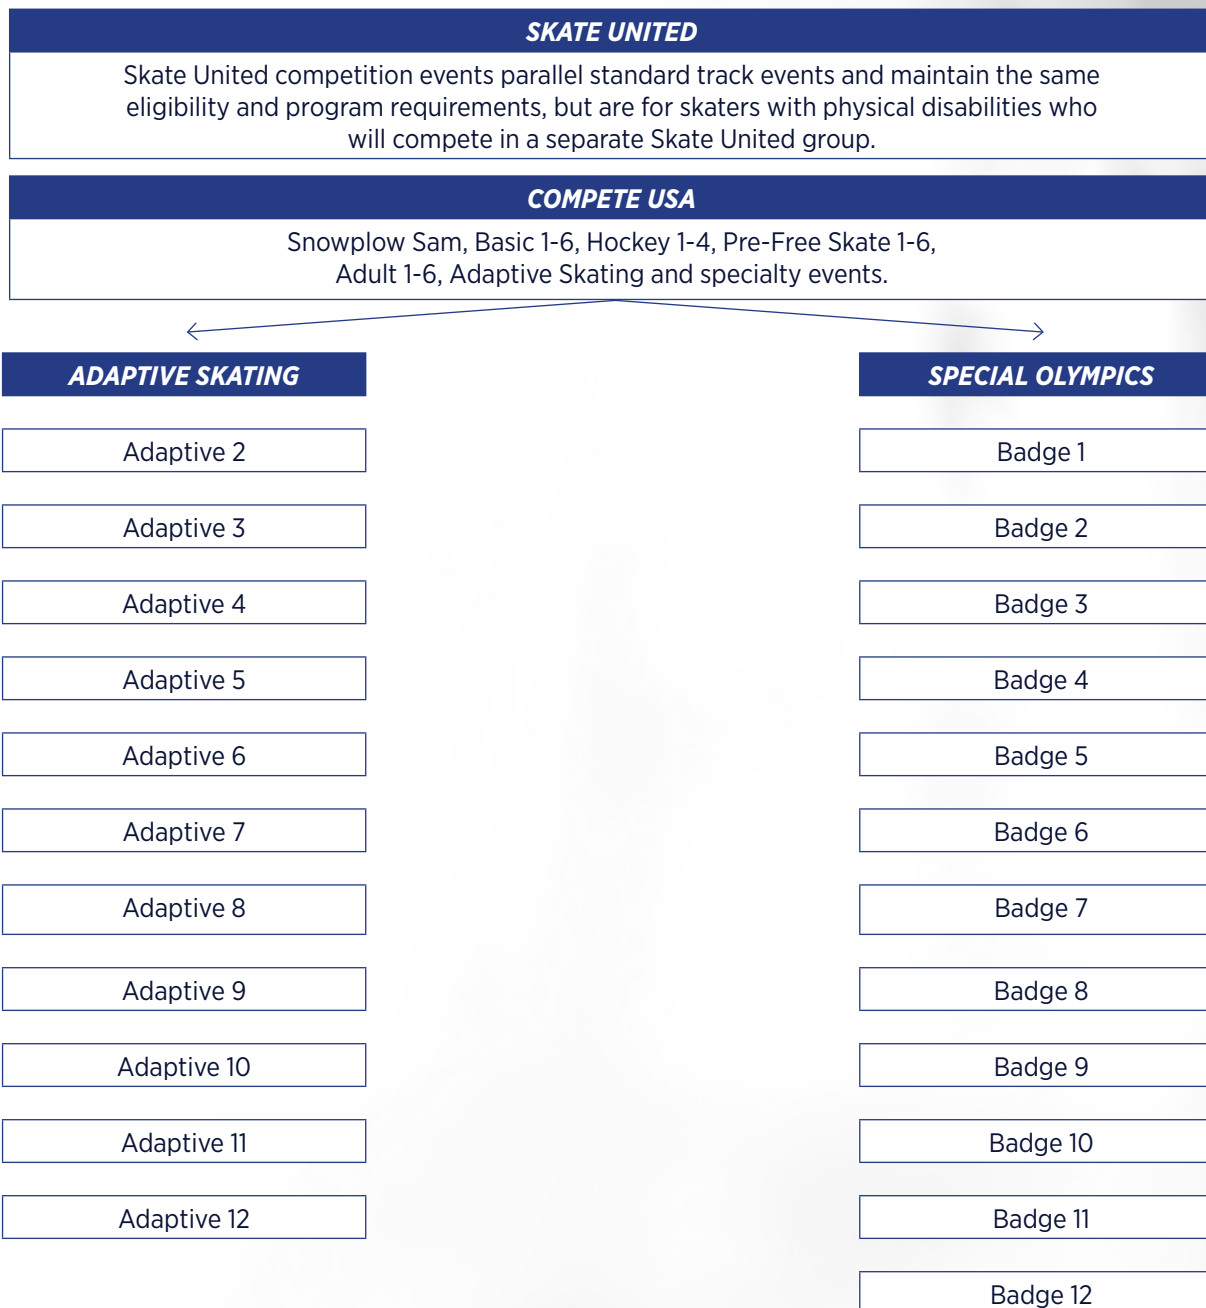 SKATE UNITED
Skate United competition events parallel standard track events and maintain the same
eligibility and program requirements, but are for skaters with physical disabilities who
will compete in a separate Skate United group.
COMPETE USA
Snowplow Sam, Basic 1-6, Hockey 1-4, Pre-Free Skate 1-6,
Adult 1-6, Adaptive Skating and specialty events.
ADAPTIVE SKATING
Adaptive 2
Adaptive 3
Adaptive 4
Adaptive 5
Adaptive 6
Adaptive 7
Adaptive 8
Adaptive 9
Adaptive 10
Adaptive 11
Adaptive 12
SPECIAL OLYMPICS
Badge 1
Badge 2
Badge 3
Badge 4
Badge 5
Badge 6
Badge 7
Badge 8
Badge 9
Badge 10
Badge 11
Badge 12